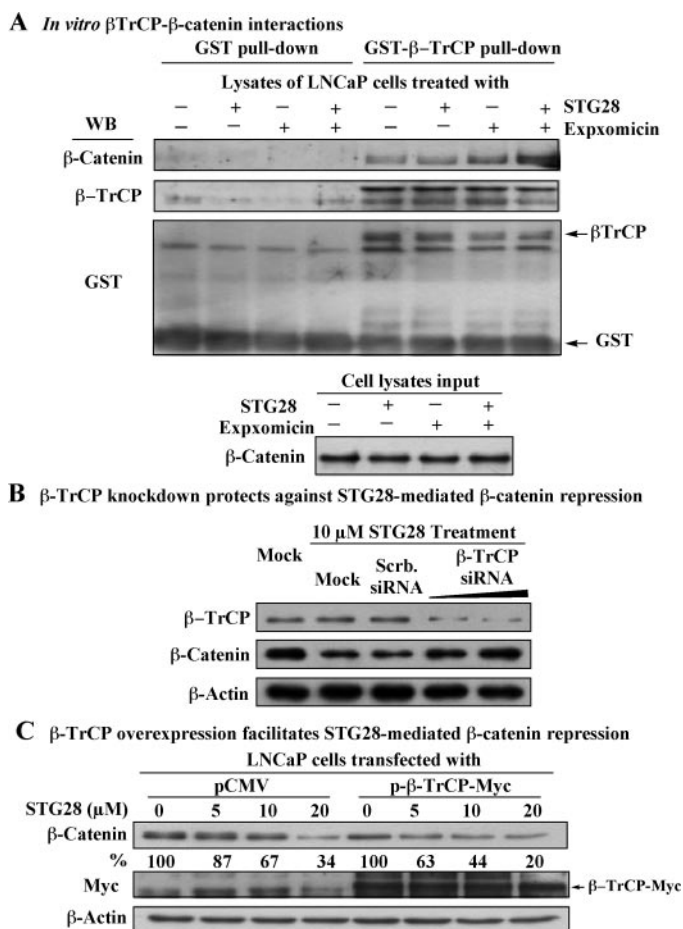 A In vitro βTrCP-β-catenin interactions
GST pull-down GST-β–TrCP pull-down
Lysates of LNCaP cells treated with
– + – + – + – + STG28
WB – – + + – – + + Expxomicin
β-Catenin
β–TrCP
βTrCP
GST
GST
Cell lysates input
STG28 – + – +
Expxomicin – – + +
β-Catenin
B β-TrCP knockdown protects against STG28-mediated β-catenin repression
10 µM STG28 Treatment
Mock Mock Scrb. siRNA β-TrCP siRNA
β–TrCP
β-Catenin
β-Actin
C β-TrCP overexpression facilitates STG28-mediated β-catenin repression
LNCaP cells transfected with
pCMV p-β-TrCP-Myc
STG28 (µM) 0 5 10 20 0 5 10 20
β-Catenin
% 100 87 67 34 100 63 44 20
Myc β–TrCP-Myc
β-Actin